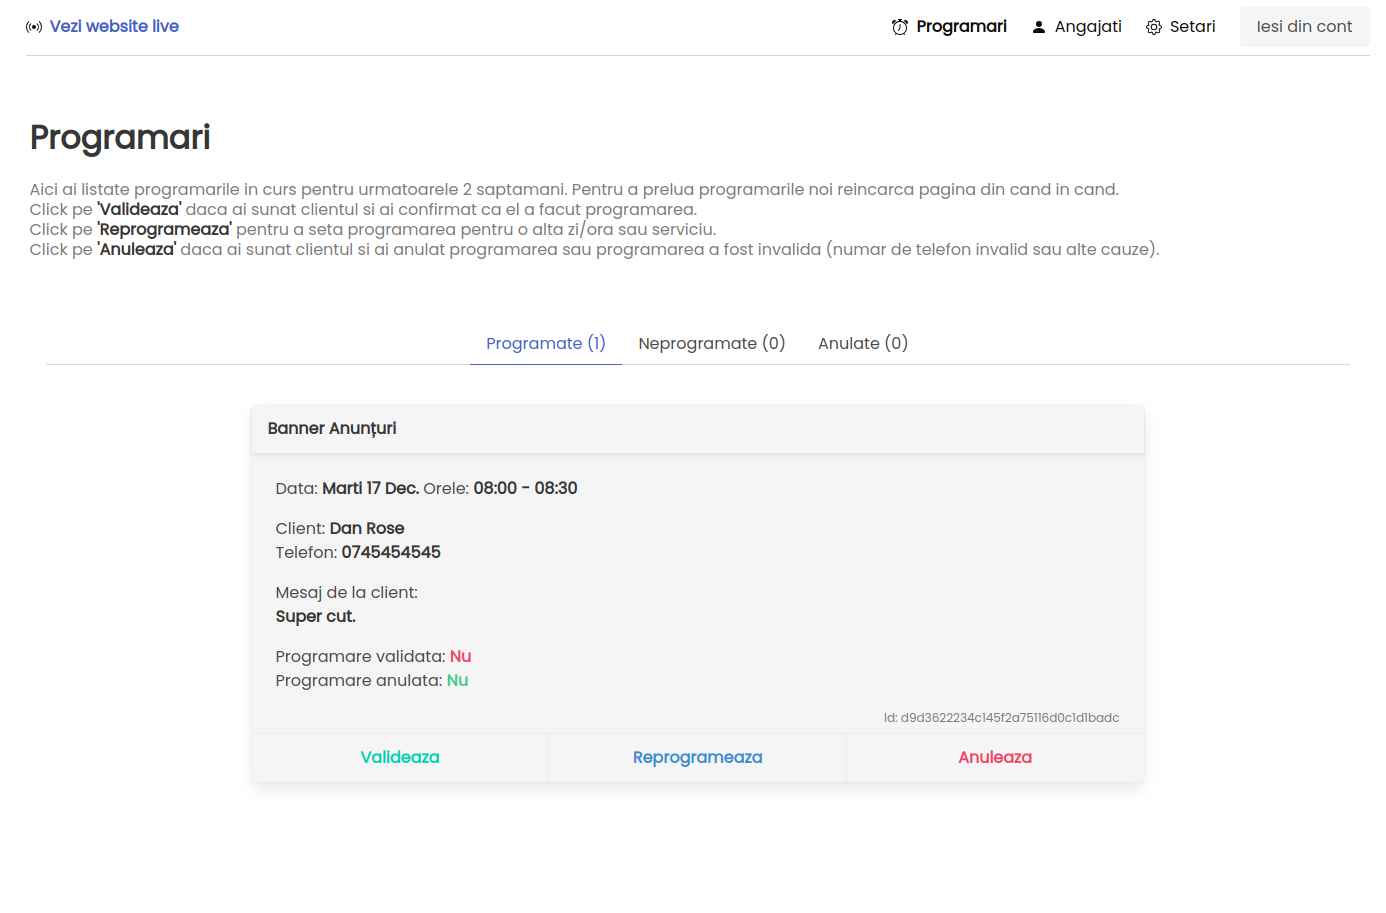 Vezi website live
Programari Angajati Setari Iesi din cont
Programari
Aici ai listate programarile in curs pentru urmatoarele 2 saptamani. Pentru a prelua programarile noi reincarca pagina din cand in cand.
Click pe 'Valideaza' daca ai sunat clientul si ai confirmat ca el a facut programarea.
Click pe 'Reprogrameaza' pentru a seta programarea pentru o alta zi/ora sau serviciu.
Click pe 'Anuleaza' daca ai sunat clientul si ai anulat programarea sau programarea a fost invalida (numar de telefon invalid sau alte cauze).
Programate (1) Neprogramate (0) Anulate (0)
Banner Anunțuri
Data: Marti 17 Dec. Orele: 08:00 - 08:30
Client: Dan Rose
Telefon: 0745454545
Mesaj de la client:
Super cut.
Programare validata: Nu
Programare anulata: Nu
Id: d9d3622234c145f2a75116d0c1d1badc
Valideaza Reprogrameaza Anuleaza